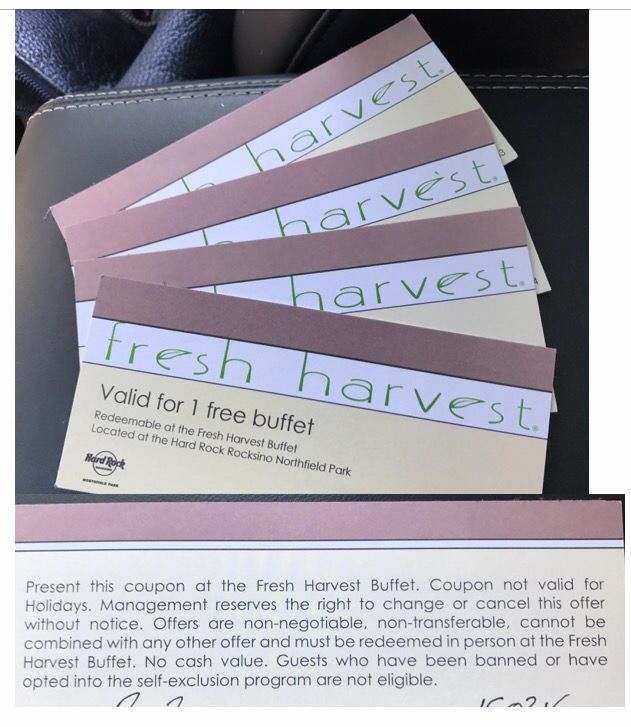 harvest.
harvest.
harvest.
fresh harvest.
Valid for 1 free buffet
Redeemable at the Fresh Harvest Buffet
Located at the Hard Rock Rocksino Northfield Park
Hard Rock
ROCKSINO
NORTHFIELD PARK
Present this coupon at the Fresh Harvest Buffet. Coupon not valid for
Holidays. Management reserves the right to change or cancel this offer
without notice. Offers are non-negotiable, non-transferable, cannot be
combined with any other offer and must be redeemed in person at the Fresh
Harvest Buffet. No cash value. Guests who have been banned or have
opted into the self-exclusion program are not eligible.